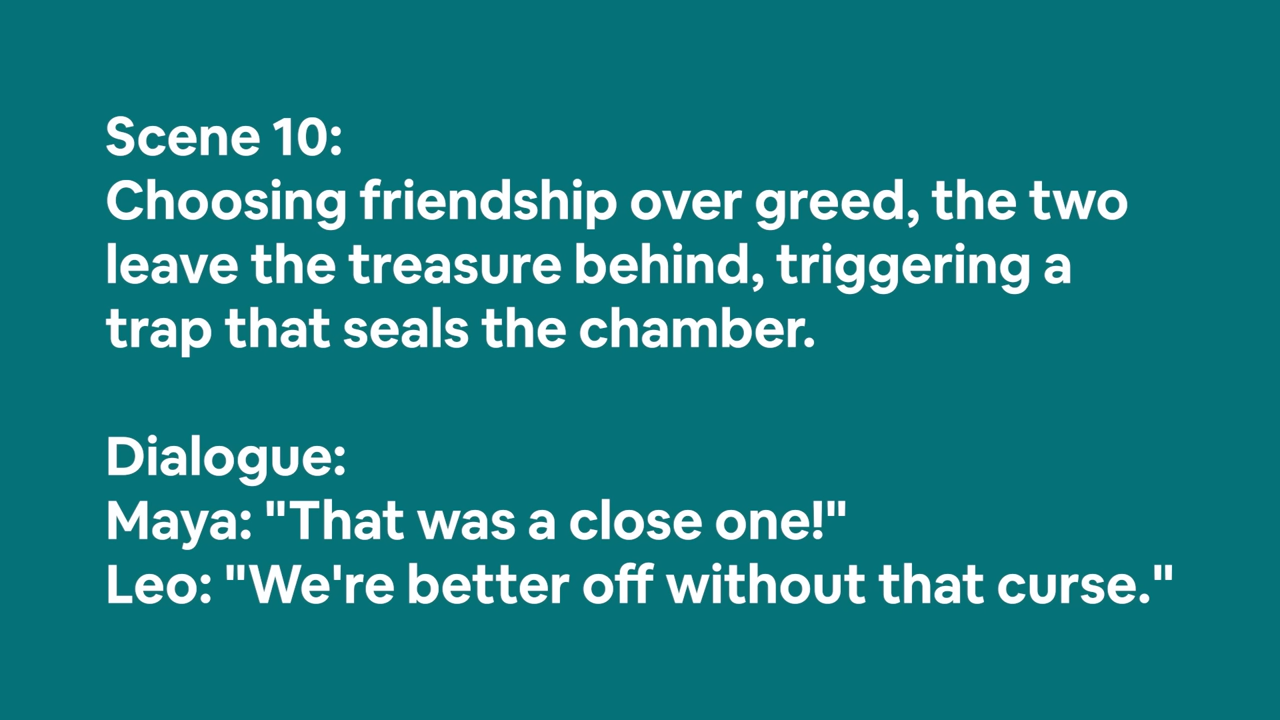 Scene 10:
Choosing friendship over greed, the two
leave the treasure behind, triggering a
trap that seals the chamber.
Dialogue:
Maya: "That was a close one!"
Leo: "We're better off without that curse."